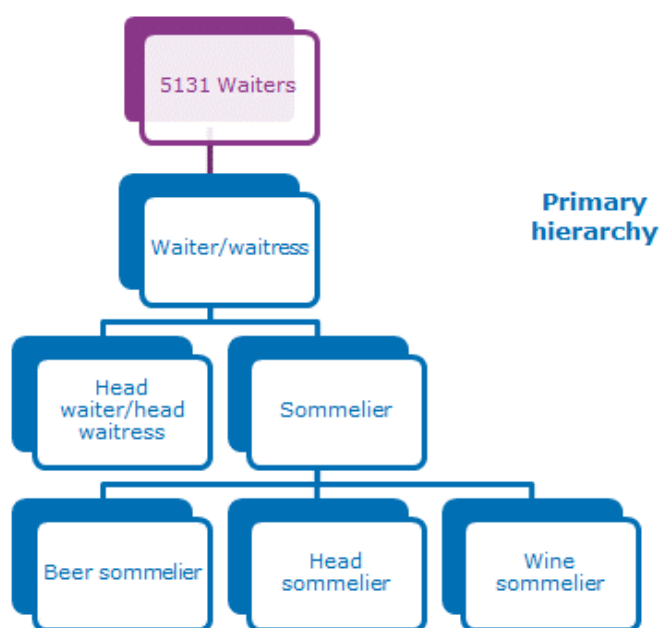 5131 Waiters
Primary
hierarchy
Waiter/waitress
Head
waiter/head
waitress
Sommelier
Beer sommelier
Head
sommelier
Wine
sommelier